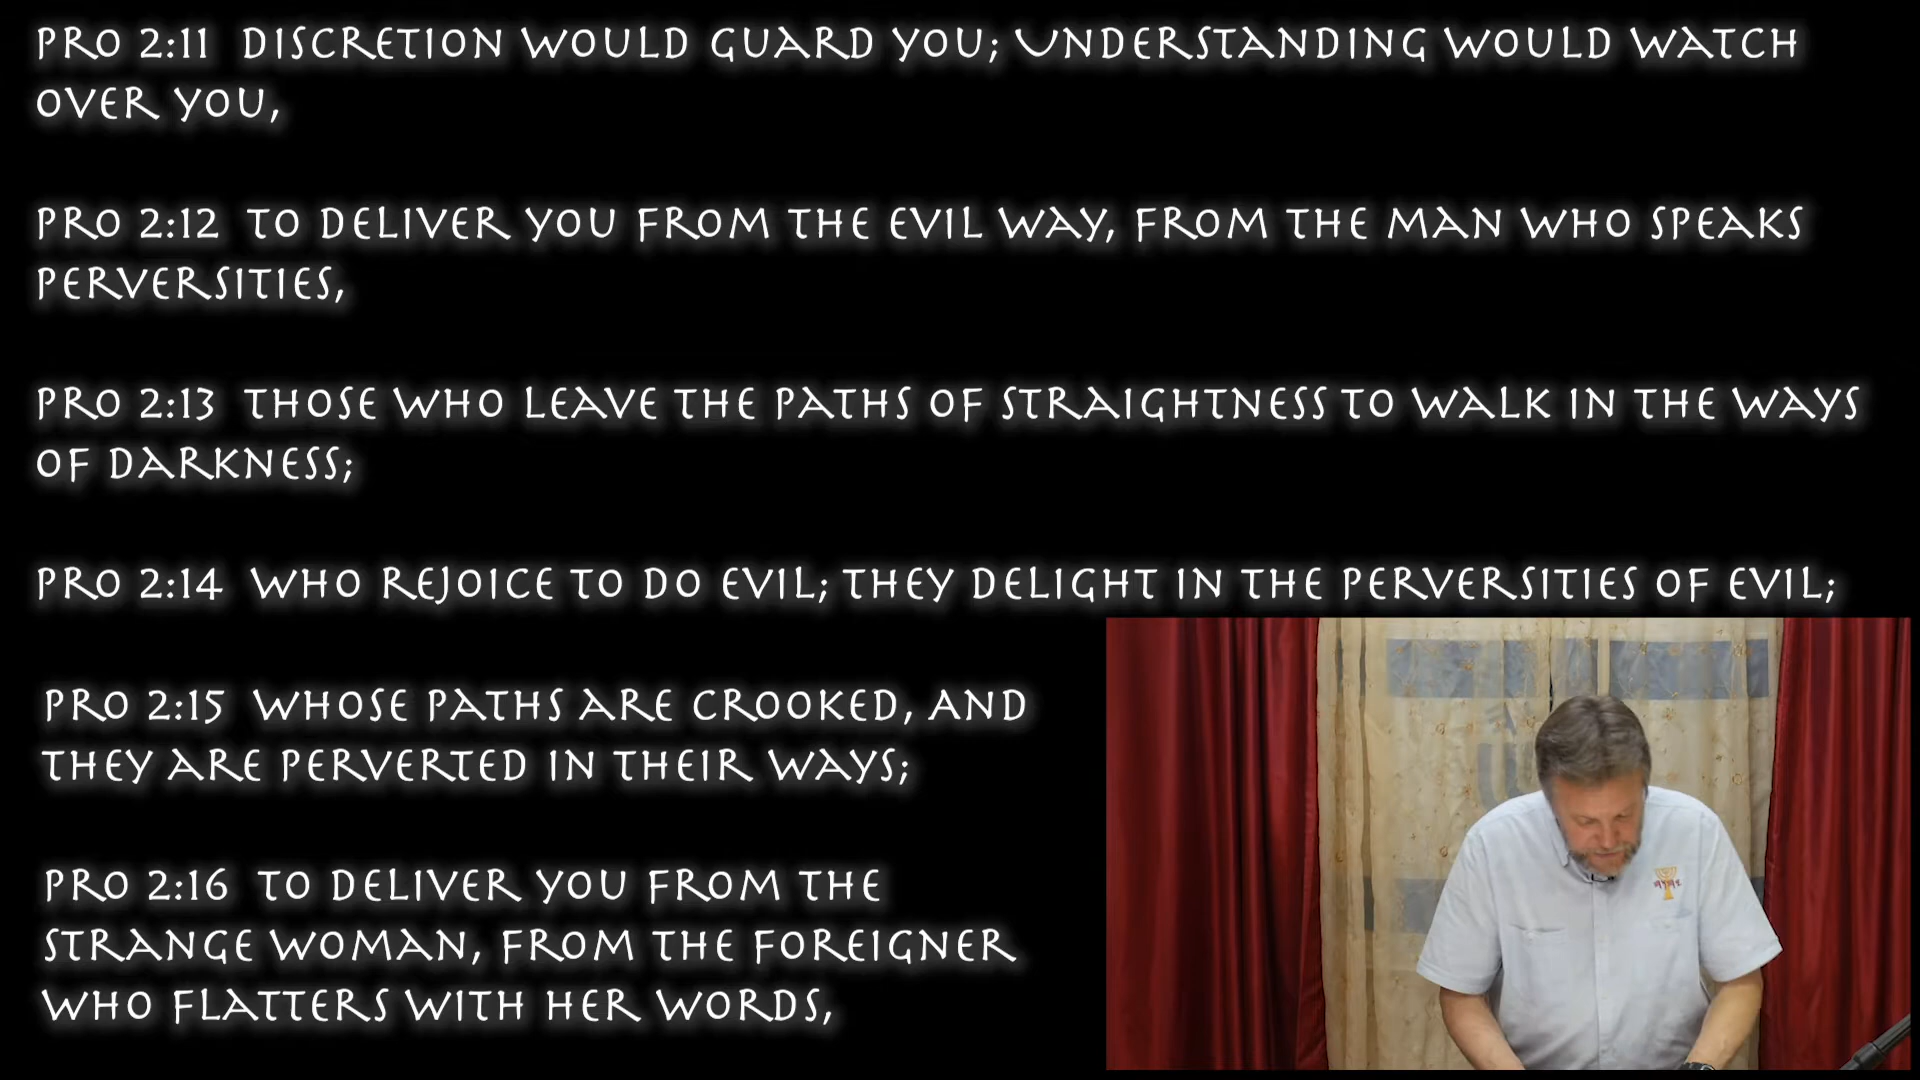 PRO 2:11 DISCRETION WOULD GUARD YOU; UNDERSTANDING WOULD WATCH
OVER YOU,
PRO 2:12 TO DELIVER YOU FROM THE EVIL WAY, FROM THE MAN WHO SPEAKS
PERVERSITIES,
PRO 2:13 THOSE WHO LEAVE THE PATHS OF STRAIGHTNESS TO WALK IN THE WAYS
OF DARKNESS;
PRO 2:14 WHO REJOICE TO DO EVIL; THEY DELIGHT IN THE PERVERSITIES OF EVIL;
PRO 2:15 WHOSE PATHS ARE CROOKED, AND
THEY ARE PERVERTED IN THEIR WAYS;
PRO 2:16 TO DELIVER YOU FROM THE
STRANGE WOMAN, FROM THE FOREIGNER
WHO FLATTERS WITH HER WORDS,